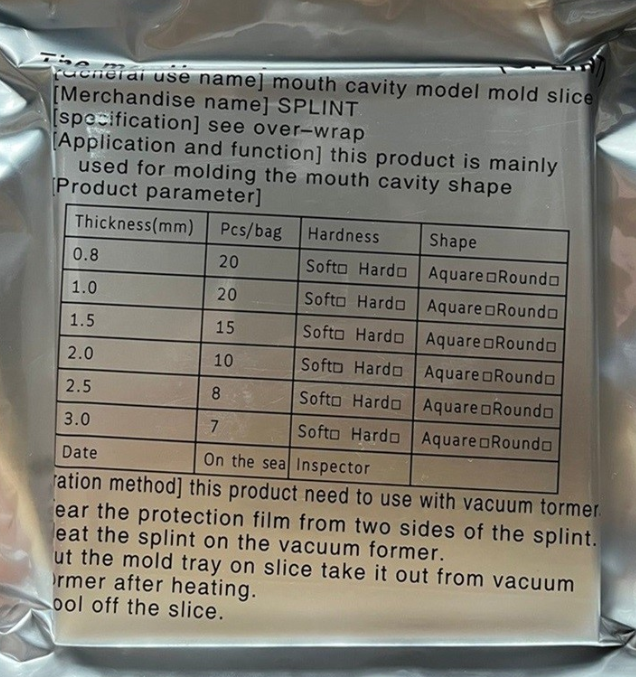 [General use name] mouth cavity model mold slice
[Merchandise name] SPLINT
[specification] see over-wrap
[Application and function] this product is mainly
used for molding the mouth cavity shape
[Product parameter]
Thickness(mm) Pcs/bag Hardness Shape
0.8 20 Soft□ Hard□ Aquare□Round□
1.0 20 Soft□ Hard□ Aquare□Round□
1.5 15 Soft□ Hard□ Aquare□Round□
2.0 10 Soft□ Hard□ Aquare□Round□
2.5 8 Soft□ Hard□ Aquare□Round□
3.0 7 Soft□ Hard□ Aquare□Round□
Date On the sea Inspector
ration method] this product need to use with vacuum tormer.
ear the protection film from two sides of the splint.
eat the splint on the vacuum former.
ut the mold tray on slice take it out from vacuum
rmer after heating.
ool off the slice.